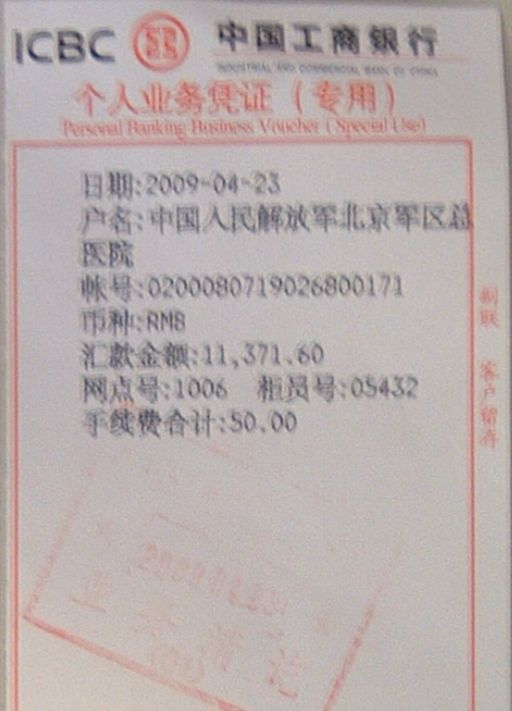 ICBC 中国工商银行
INDUSTRIAL AND COMMERCIAL BANK OF CHINA
个人业务凭证（专用）
Personal Banking Business Voucher (Special Use)
日期:2009-04-23
户名:中国人民解放军北京军区总
医院
帐号:0200080719026800171
币种:RMB
汇款金额:11,371.60
网点号:1006 柜员号:05432
手续费合计:50.00
客户留存